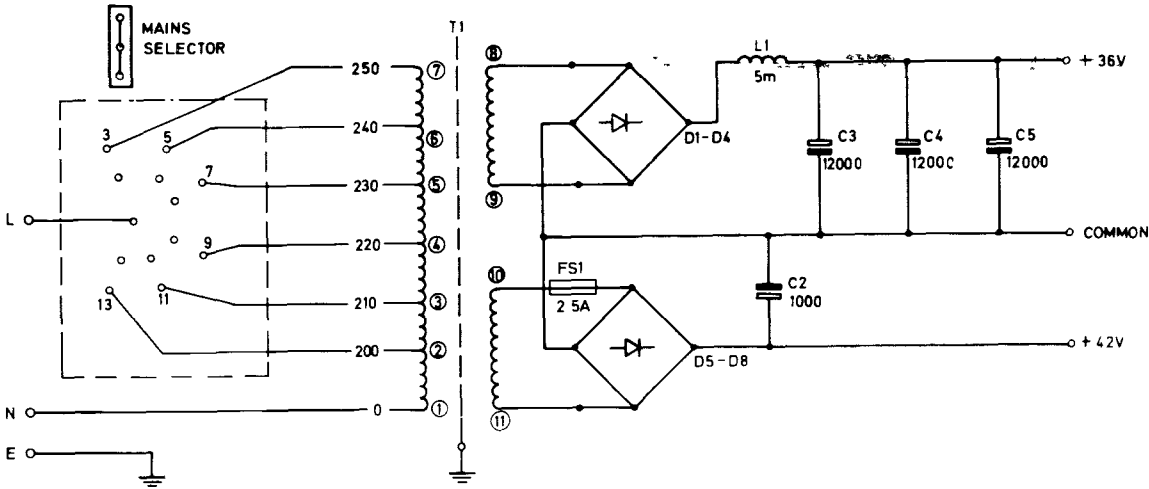 MAINS
SELECTOR
T1
250
7
8
L1
5m
+ 36V
3
5
240
6
D1-D4
C3
12000
C4
12000
C5
12000
7
230
5
9
L
9
220
4
COMMON
10
FS1
2 5A
C2
1000
13
11
210
3
200
2
D5-D8
+ 42V
N
0
1
11
E